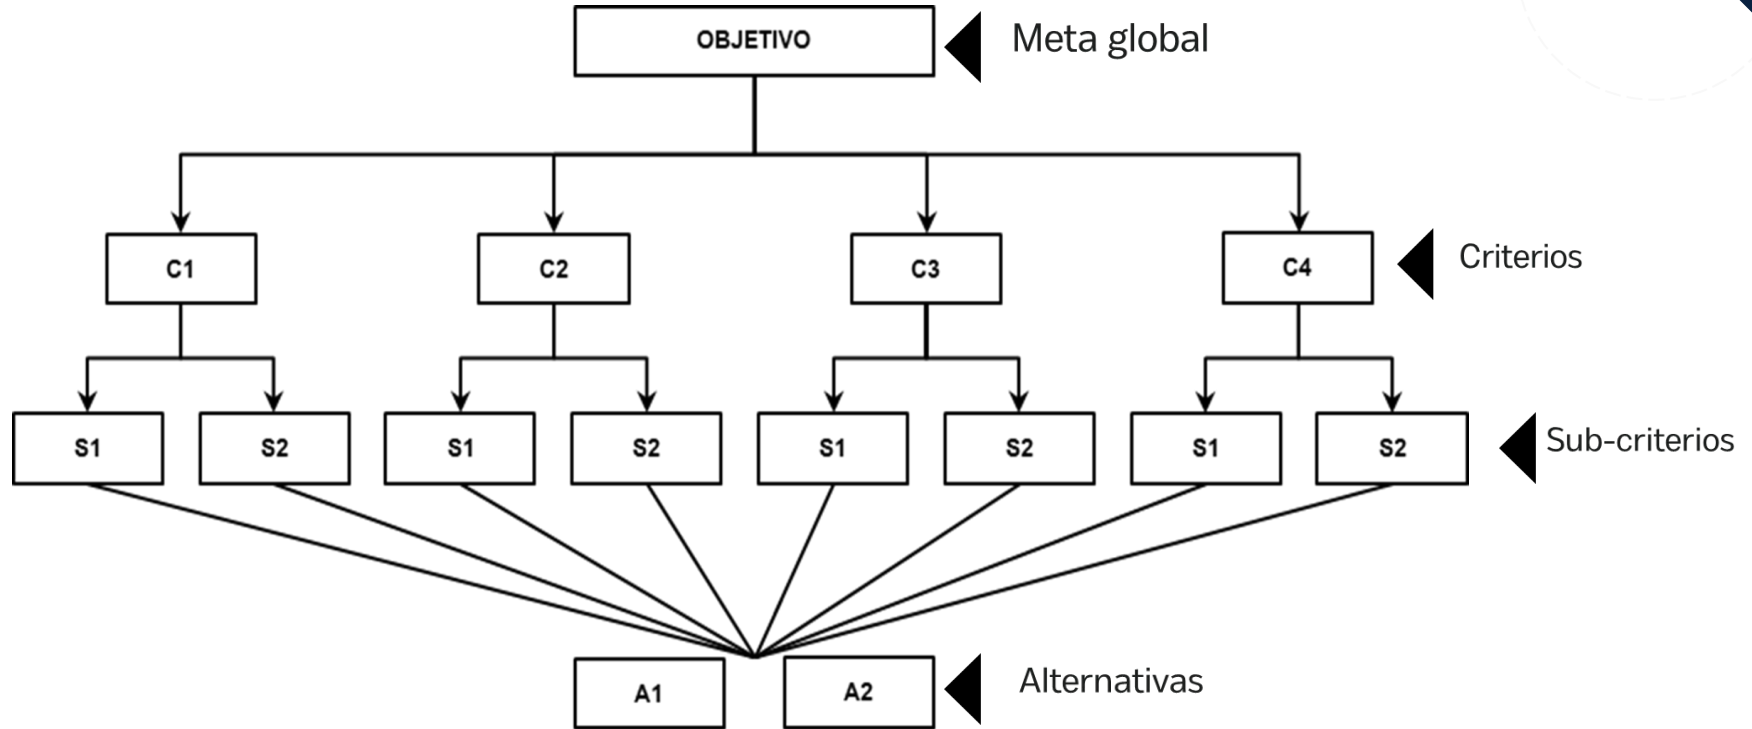 OBJETIVO
Meta global
C1
C2
C3
C4
Criterios
S1
S2
S1
S2
S1
S2
S1
S2
Sub-criterios
A1
A2
Alternativas